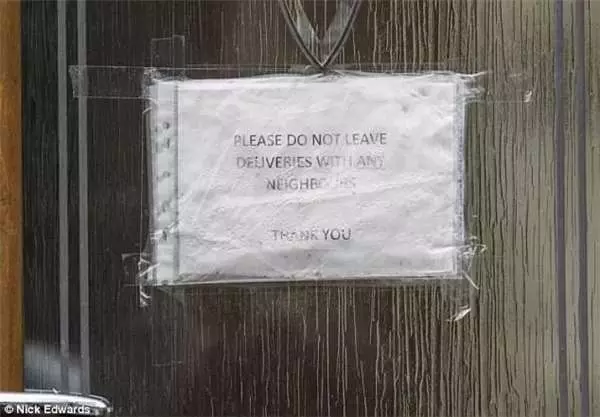 PLEASE DO NOT LEAVE
DELIVERIES WITH ANY
NEIGHBOURS
THANK YOU
© Nick Edwards